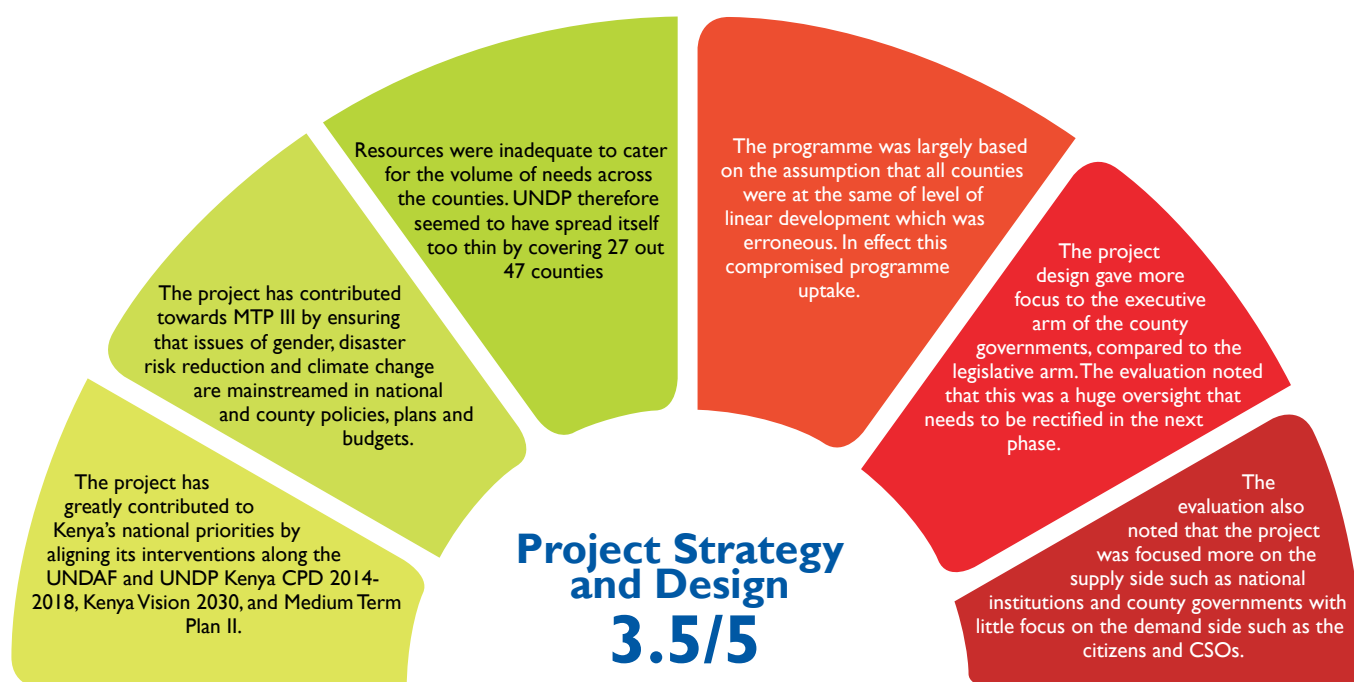 The project has
greatly contributed to
Kenya's national priorities by
aligning its interventions along the
UNDAF and UNDP Kenya CPD 2014-
2018, Kenya Vision 2030, and Medium Term
Plan II.
The project has contributed
towards MTP III by ensuring
that issues of gender, disaster
risk reduction and climate change
are mainstreamed in national
and county policies, plans and
budgets.
Resources were inadequate to cater
for the volume of needs across
the counties. UNDP therefore
seemed to have spread itself
too thin by covering 27 out
47 counties
The programme was largely based
on the assumption that all counties
were at the same of level of
linear development which was
erroneous. In effect this
compromised programme
uptake.
The project
design gave more
focus to the executive
arm of the county
governments, compared to the
legislative arm. The evaluation noted
that this was a huge oversight that
needs to be rectified in the next
phase.
The
evaluation also
noted that the project
was focused more on the
supply side such as national
institutions and county governments with
little focus on the demand side such as the
citizens and CSOs.
Project Strategy
and Design
3.5/5